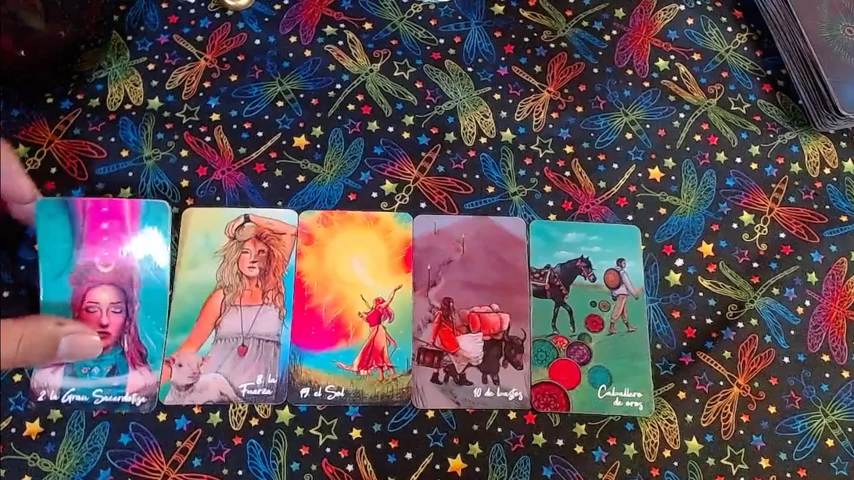 2 la Gran Sacerdotisa
8 la
Fuerza
19 el Sol
10 de bastos
Caballero
de oros